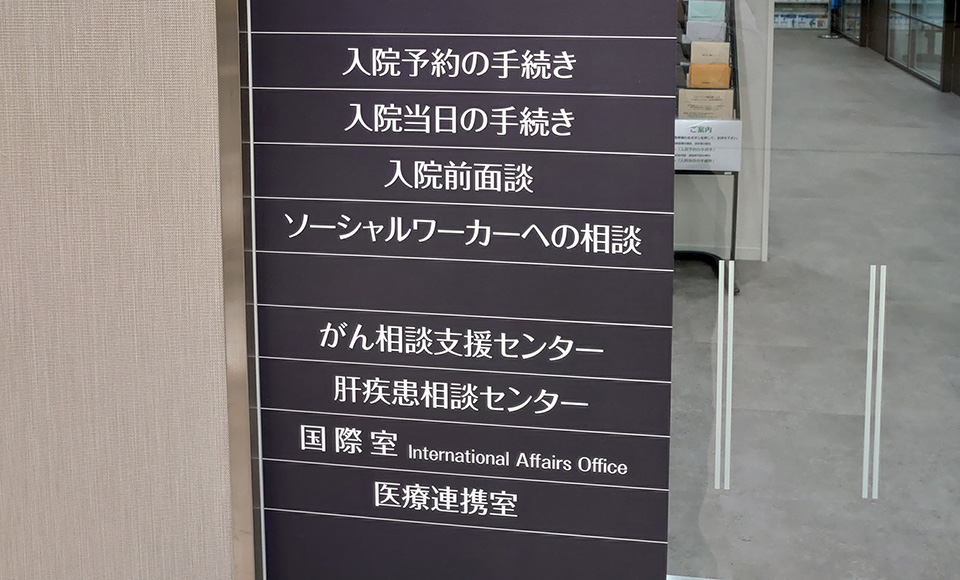 入院予約の手続き
入院当日の手続き
入院前面談
ソーシャルワーカーへの相談
がん相談支援センター
肝疾患相談センター
国際室 International Affairs Office
医療連携室
ご案内